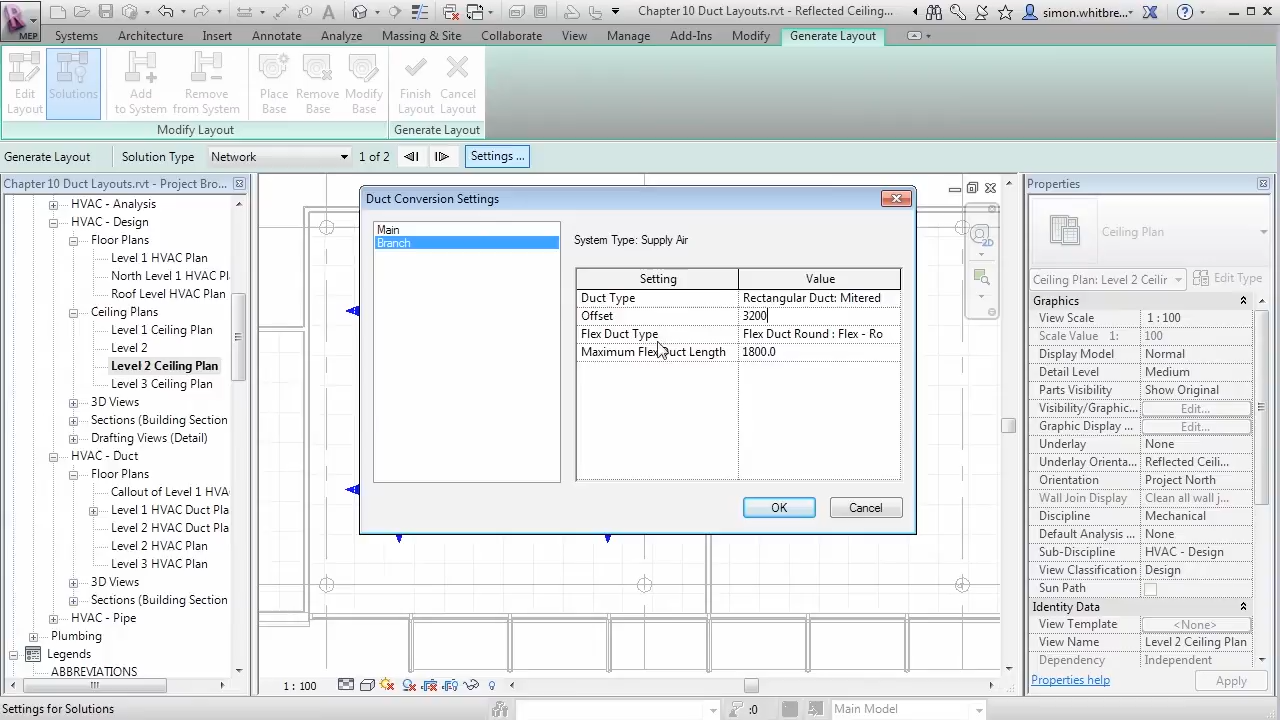 Chapter 10 Duct Layouts.rvt - Reflected Ceiling...
simon.whitbre...
MEP
Systems
Architecture
Insert
Annotate
Analyze
Massing & Site
Collaborate
View
Manage
Add-Ins
Modify
Generate Layout
Edit
Layout
Solutions
Add
to System
Remove
from System
Place
Base
Remove
Base
Modify
Base
Finish
Layout
Cancel
Layout
Modify Layout
Generate Layout
Generate Layout
Solution Type
Network
1 of 2
Settings ...
Chapter 10 Duct Layouts.rvt - Project Bro...
HVAC - Analysis
HVAC - Design
Floor Plans
Level 1 HVAC Plan
North Level 1 HVAC Pl
Roof Level HVAC Plan
Ceiling Plans
Level 1 Ceiling Plan
Level 2
Level 2 Ceiling Plan
Level 3 Ceiling Plan
3D Views
Sections (Building Section
Drafting Views (Detail)
HVAC - Duct
Floor Plans
Callout of Level 1 HVA
Level 1 HVAC Duct Pla
Level 2 HVAC Duct Pla
Level 2 HVAC Plan
Level 3 HVAC Plan
3D Views
Sections (Building Section
HVAC - Pipe
Plumbing
Legends
ABBREVIATIONS
Duct Conversion Settings
Main
Branch
System Type: Supply Air
Setting Value
Duct Type Rectangular Duct: Mitered
Offset 3200
Flex Duct Type Flex Duct Round : Flex - Ro
Maximum Flex Duct Length 1800.0
OK
Cancel
2D
Properties
Ceiling Plan
Ceiling Plan: Level 2 Ceilir
Edit Type
Graphics
View Scale 1 : 100
Scale Value 1: 100
Display Model Normal
Detail Level Medium
Parts Visibility Show Original
Visibility/Graphic... Edit...
Graphic Display ... Edit...
Underlay None
Underlay Orienta... Reflected Ceili...
Orientation Project North
Wall Join Display Clean all wall j...
Discipline Mechanical
Default Analysis ... None
Sub-Discipline HVAC - Design
View Classification Design
Sun Path
Identity Data
View Template <None>
View Name Level 2 Ceiling Plan
Dependency Independent
Properties help
Apply
1 : 100
Settings for Solutions
:0
Main Model